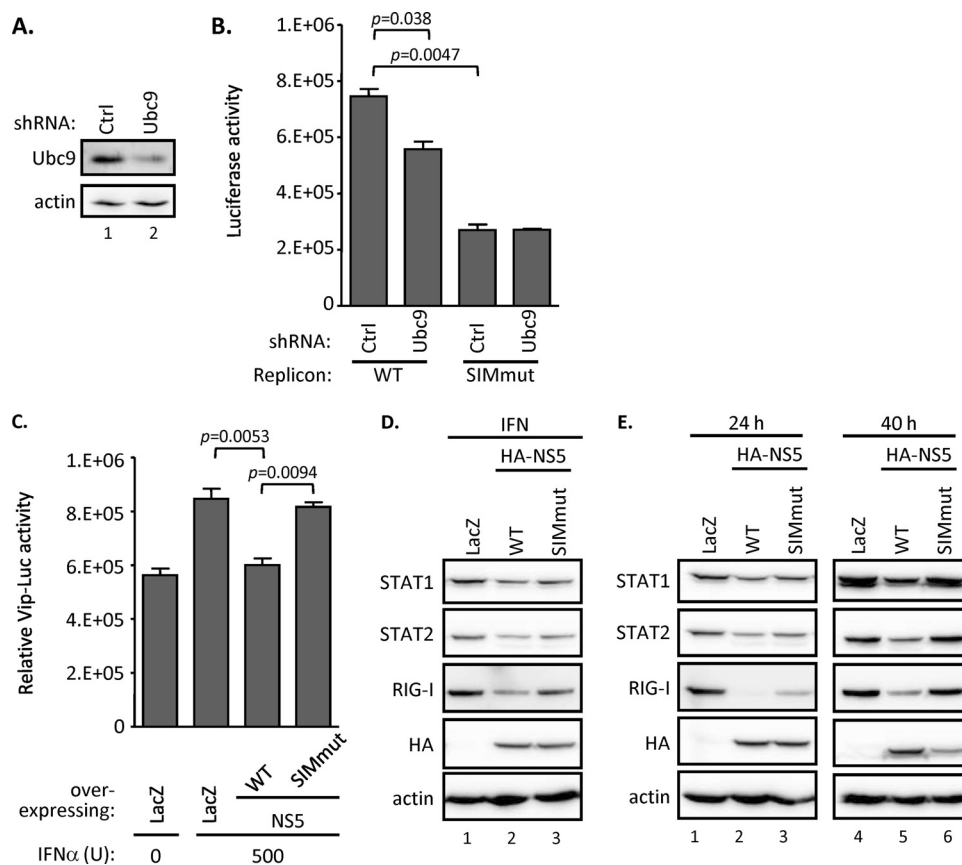 A.
shRNA: Ctrl Ubc9
Ubc9
actin
1 2
B.
Luciferase activity
1.E+06
8.E+05
6.E+05
4.E+05
2.E+05
0
p=0.038
p=0.0047
shRNA: Ctrl Ubc9 Ctrl Ubc9
Replicon: WT SIMmut
C.
Relative Vip-Luc activity
1.E+06
8.E+05
6.E+05
4.E+05
2.E+05
0
p=0.0053
p=0.0094
over-
expressing: LacZ LacZ WT SIMmut
NS5
IFNα (U): 0 500
D.
IFN
HA-NS5
LacZ WT SIMmut
STAT1
STAT2
RIG-I
HA
actin
1 2 3
E.
24 h 40 h
HA-NS5 HA-NS5
LacZ WT SIMmut LacZ WT SIMmut
STAT1
STAT2
RIG-I
HA
actin
1 2 3 4 5 6